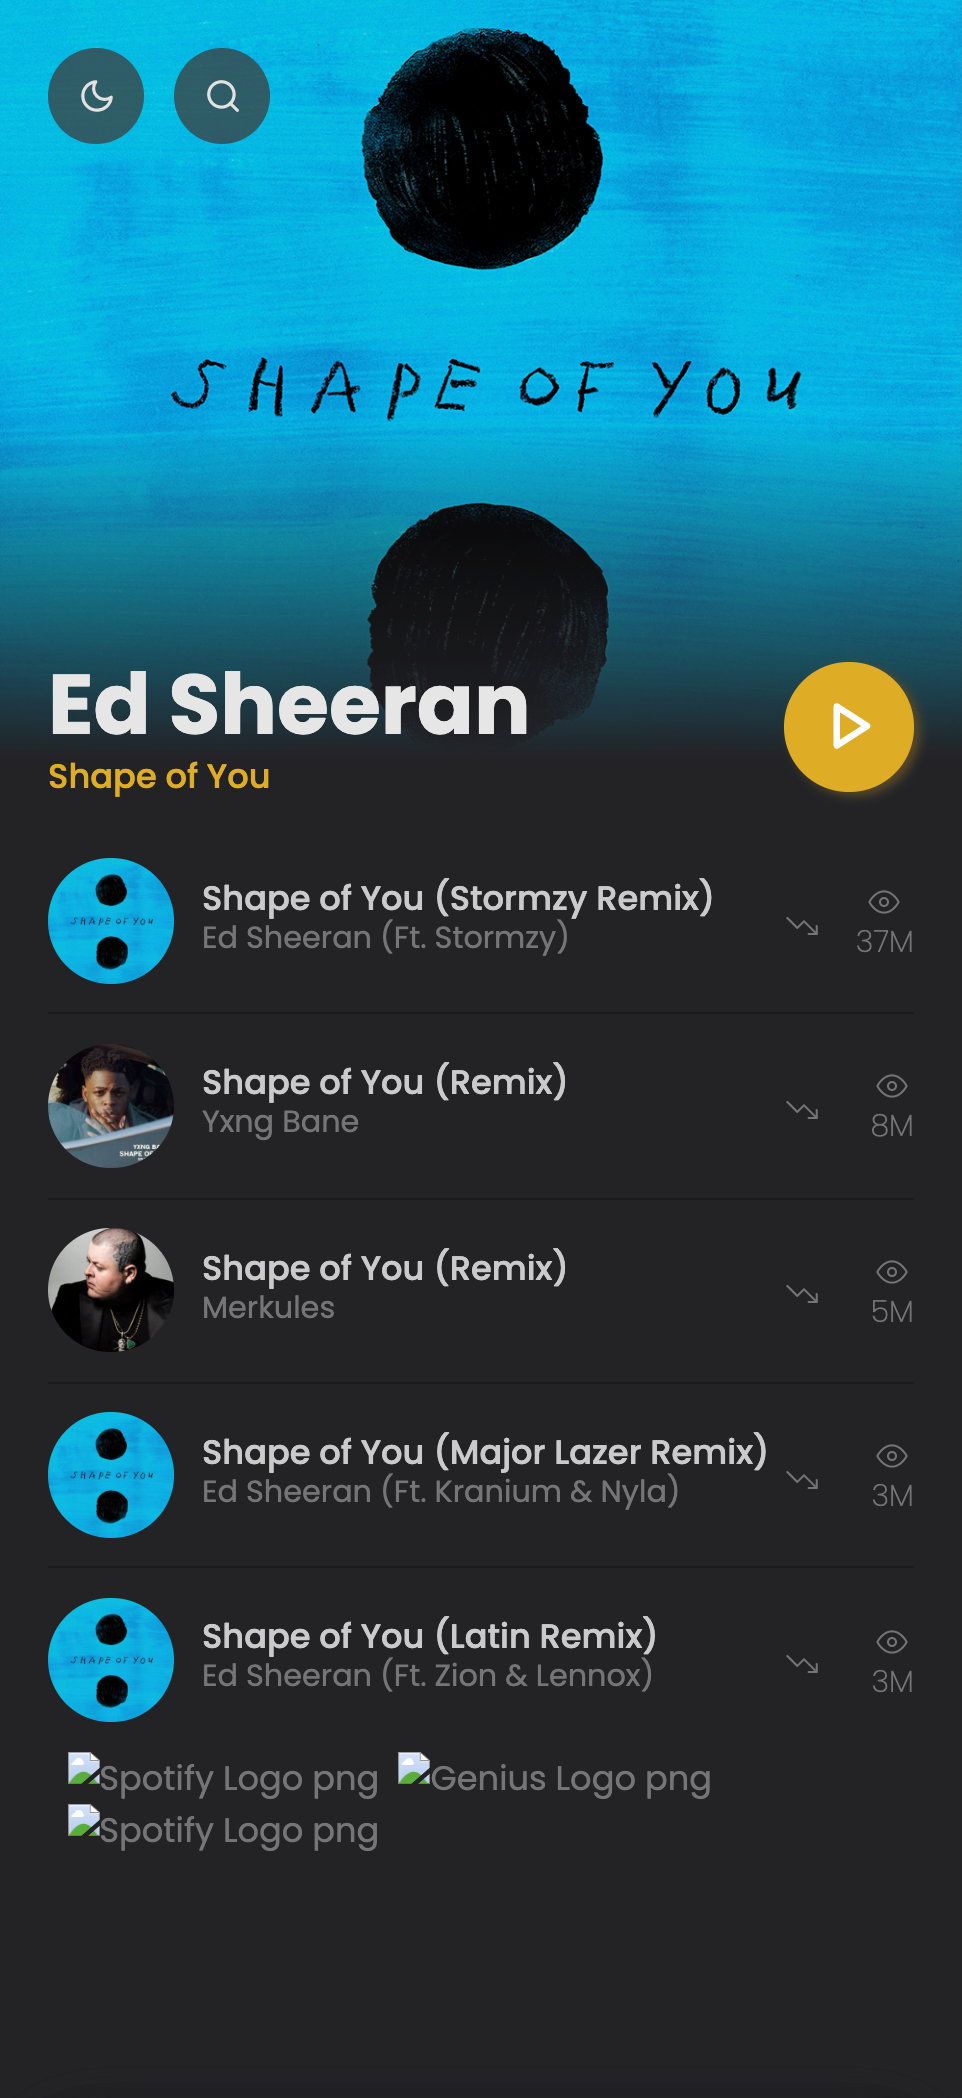 SHAPE OF YOU
Ed Sheeran
Shape of You
SHAPE OF YOU
Shape of You (Stormzy Remix)
Ed Sheeran (Ft. Stormzy)
37M
YXNG BA
SHAPE OF
Shape of You (Remix)
Yxng Bane
8M
Shape of You (Remix)
Merkules
5M
SHAPE OF YOU
Shape of You (Major Lazer Remix)
Ed Sheeran (Ft. Kranium & Nyla)
3M
SHAPE OF YOU
Shape of You (Latin Remix)
Ed Sheeran (Ft. Zion & Lennox)
3M
Spotify Logo png Genius Logo png
Spotify Logo png